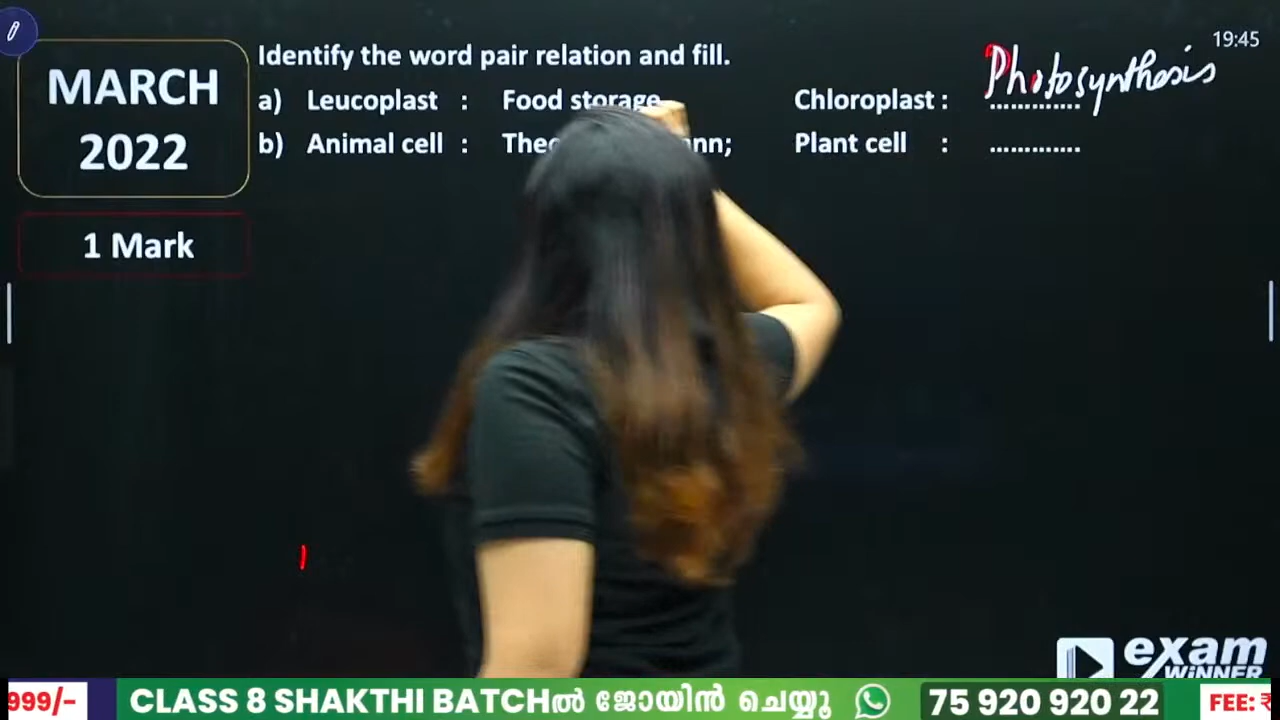 19:45
MARCH
2022
1 Mark
Identify the word pair relation and fill.
a) Leucoplast : Food storage Chloroplast : ............. Photosynthesis
b) Animal cell : Plant cell : .............
exam
WINNER
999/- CLASS 8 SHAKTHI BATCHൽ ജോയിൻ ചെയ്യൂ 75 920 920 22 FEE: ₹